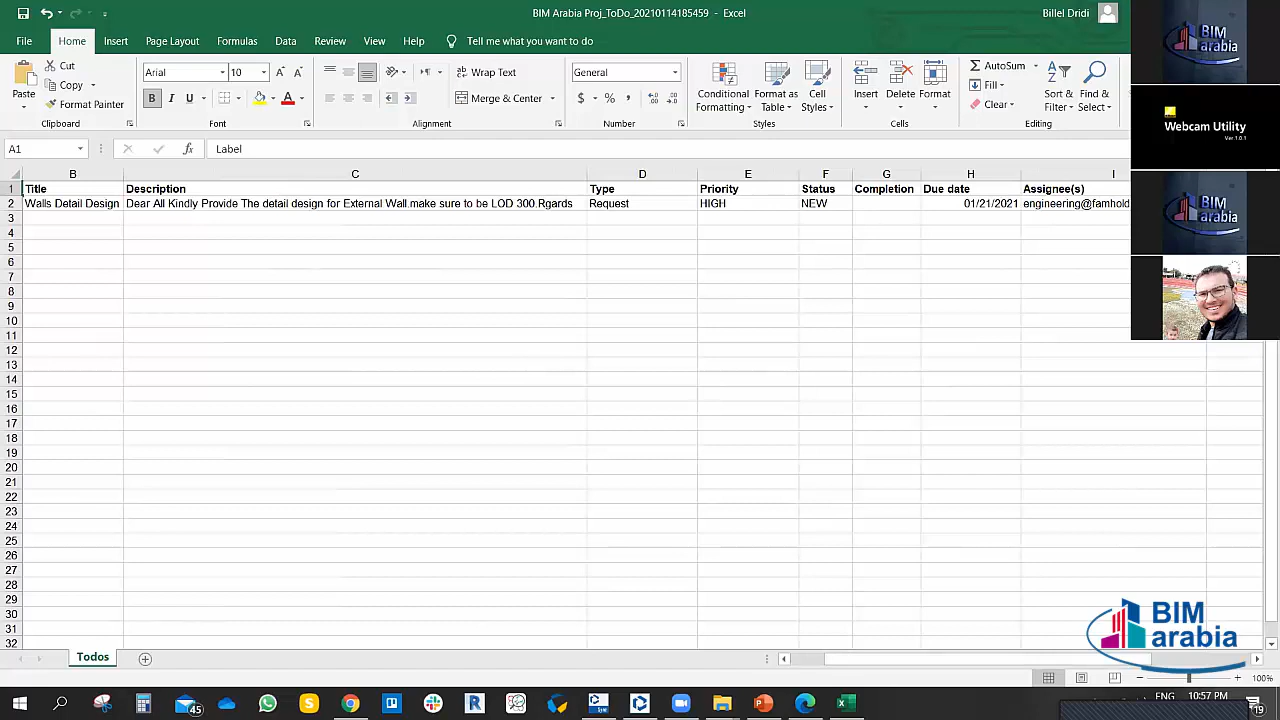 BIM Arabia Proj_ToDo_20210114185459 - Excel
Billel Dridi
File Home Insert Page Layout Formulas Data Review View Help Tell me what you want to do
Paste
Cut
Copy
Format Painter
Clipboard
Arial 10
B I U
Font
Wrap Text
Merge & Center
Alignment
General
$ % ,
Number
Conditional Formatting
Format as Table
Cell Styles
Styles
Insert Delete Format
Cells
AutoSum
Fill
Clear
Sort & Filter
Find & Select
Editing
BIM arabia
Webcam Utility
Ver.1.0.1
BIM arabia
A1 fx Label
B C D E F G H I
1 Title Description Type Priority Status Completion Due date Assignee(s)
2 Walls Detail Design Dear All Kindly Provide The detail design for External Wall.make sure to be LOD 300.Rgards Request HIGH NEW 01/21/2021 engineering@famhold
3
4
5
6
7
8
9
10
11
12
13
14
15
16
17
18
19
20
21
22
23
24
25
26
27
28
29
30
31
32
Todos
BIM
arabia
100%
45
ENG 10:57 PM
19